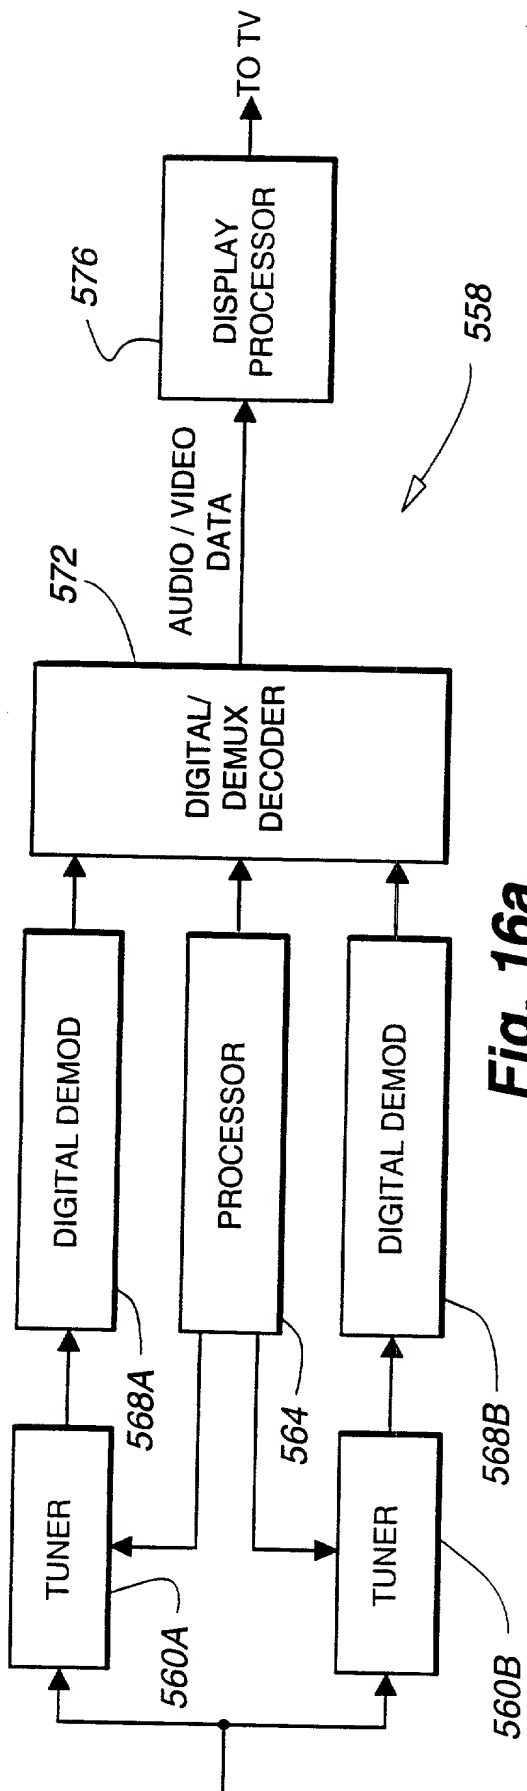 TUNER
560A
DIGITAL DEMOD
568A
PROCESSOR
564
TUNER
560B
DIGITAL DEMOD
568B
DIGITAL/
DEMUX
DECODER
572
AUDIO / VIDEO
DATA
DISPLAY
PROCESSOR
576
TO TV
558
Fig. 16a